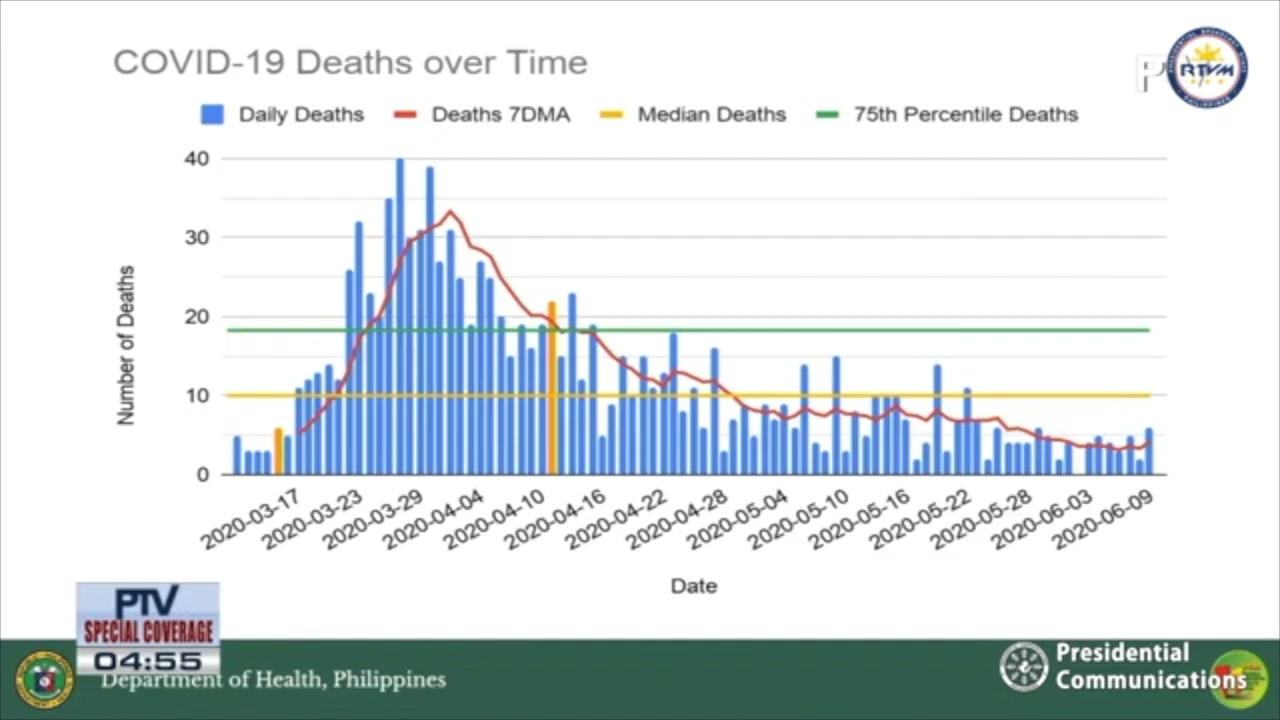 COVID-19 Deaths over Time
P
RTVM
PHILIPPINES
Daily Deaths
Deaths 7DMA
Median Deaths
75th Percentile Deaths
Number of Deaths
40
30
20
10
0
2020-03-17
2020-03-23
2020-03-29
2020-04-04
2020-04-10
2020-04-16
2020-04-22
2020-04-28
2020-05-04
2020-05-10
2020-05-16
2020-05-22
2020-05-28
2020-06-03
2020-06-09
Date
PTV
SPECIAL COVERAGE
04:55
Department of Health, Philippines
Presidential
Communications